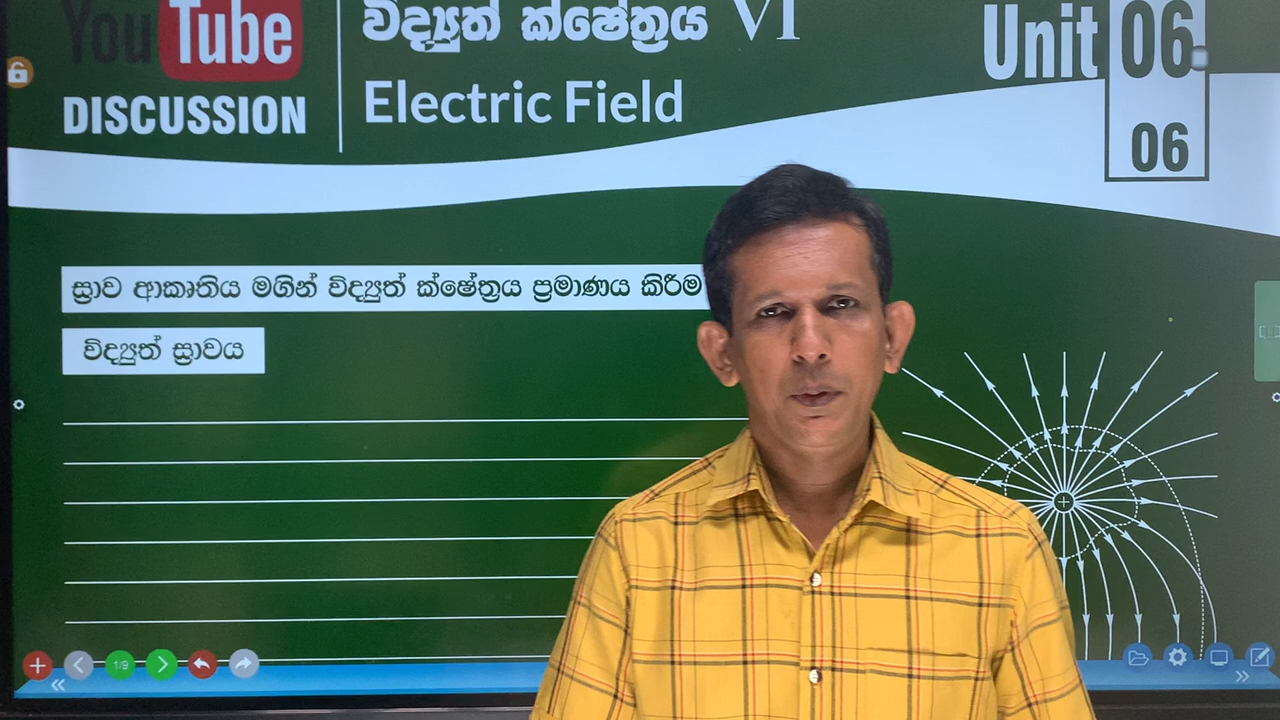 YouTube
DISCUSSION
විද්‍යුත් ක්ෂේත්‍රය VI
Electric Field
Unit 06
06
ස්‍රාව ආකෘතිය මගින් විද්‍යුත් ක්ෂේත්‍රය ප්‍රමාණය කිරීම
විද්‍යුත් ස්‍රාවය
1/9